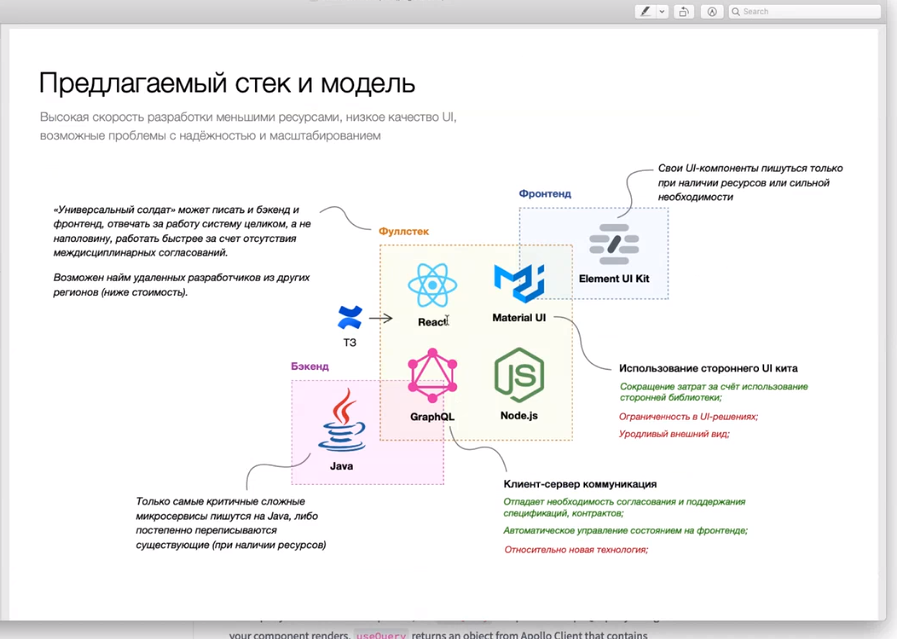 Search
Предлагаемый стек и модель
Высокая скорость разработки меньшими ресурсами, низкое качество UI,
возможные проблемы с надёжностью и масштабированием
Свои UI-компоненты пишуться только
при наличии ресурсов или сильной
необходимости
Фронтенд
«Универсальный солдат» может писать и бэкенд и
фронтенд, отвечать за работу систему целиком, а не
наполовину, работать быстрее за счет отсутствия
междисциплинарных согласований.
Возможен найм удаленных разработчиков из других
регионов (ниже стоимость).
Фуллстек
Element UI Kit
React
Material UI
ТЗ
Бэкенд
Использование стороннего UI кита
Сокращение затрат за счёт использование
сторонней библиотеки;
Ограниченность в UI-решениях;
Уродливый внешний вид;
GraphQL
JS
Node.js
Java
Клиент-сервер коммуникация
Отпадает необходимость согласования и поддержания
спецификаций, контрактов;
Автоматическое управление состоянием на фронтенде;
Относительно новая технология;
Только самые критичные сложные
микросервисы пишутся на Java, либо
постепенно переписываются
существующие (при наличии ресурсов)
your component renders, useQuery returns an object from Apollo Client that contains